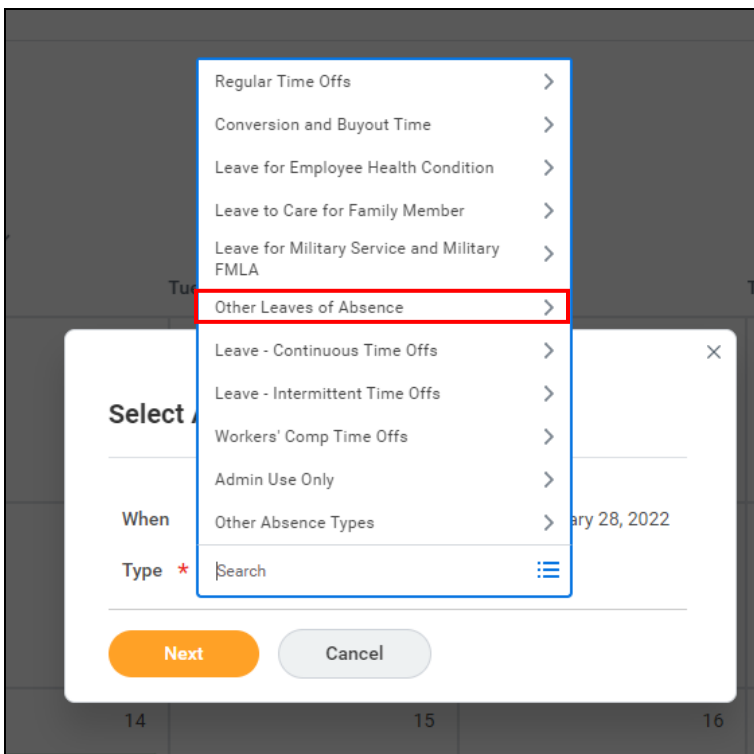 Regular Time Offs
Conversion and Buyout Time
Leave for Employee Health Condition
Leave to Care for Family Member
Leave for Military Service and Military
FMLA
Tue
T
Other Leaves of Absence
Leave - Continuous Time Offs
Leave - Intermittent Time Offs
Select A
Workers' Comp Time Offs
Admin Use Only
When
Other Absence Types
ary 28, 2022
Type *
Search
Next
Cancel
14
15
16